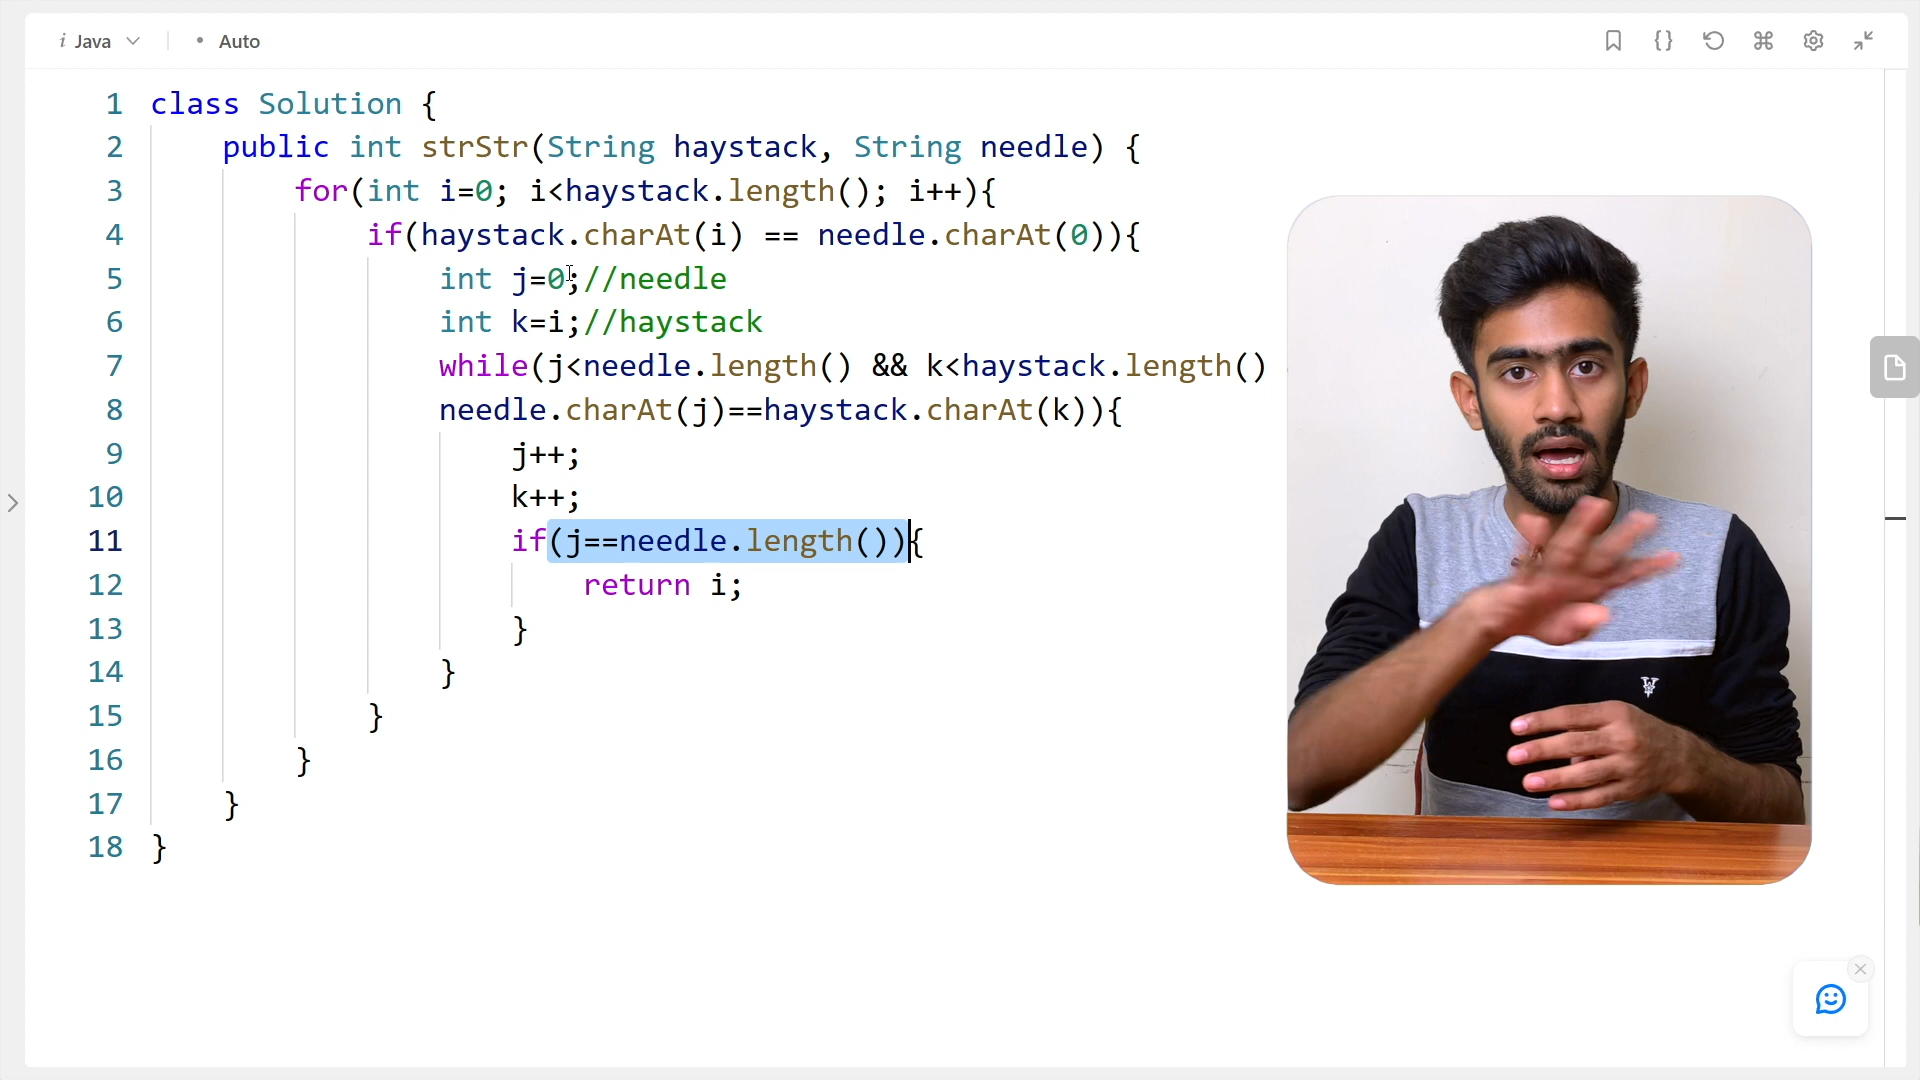 i Java Auto
1 class Solution {
2 public int strStr(String haystack, String needle) {
3 for(int i=0; i<haystack.length(); i++){
4 if(haystack.charAt(i) == needle.charAt(0)){
5 int j=0;//needle
6 int k=i;//haystack
7 while(j<needle.length() && k<haystack.length()
8 needle.charAt(j)==haystack.charAt(k)){
9 j++;
10 k++;
11 if(j==needle.length()){
12 return i;
13 }
14 }
15 }
16 }
17 }
18 }